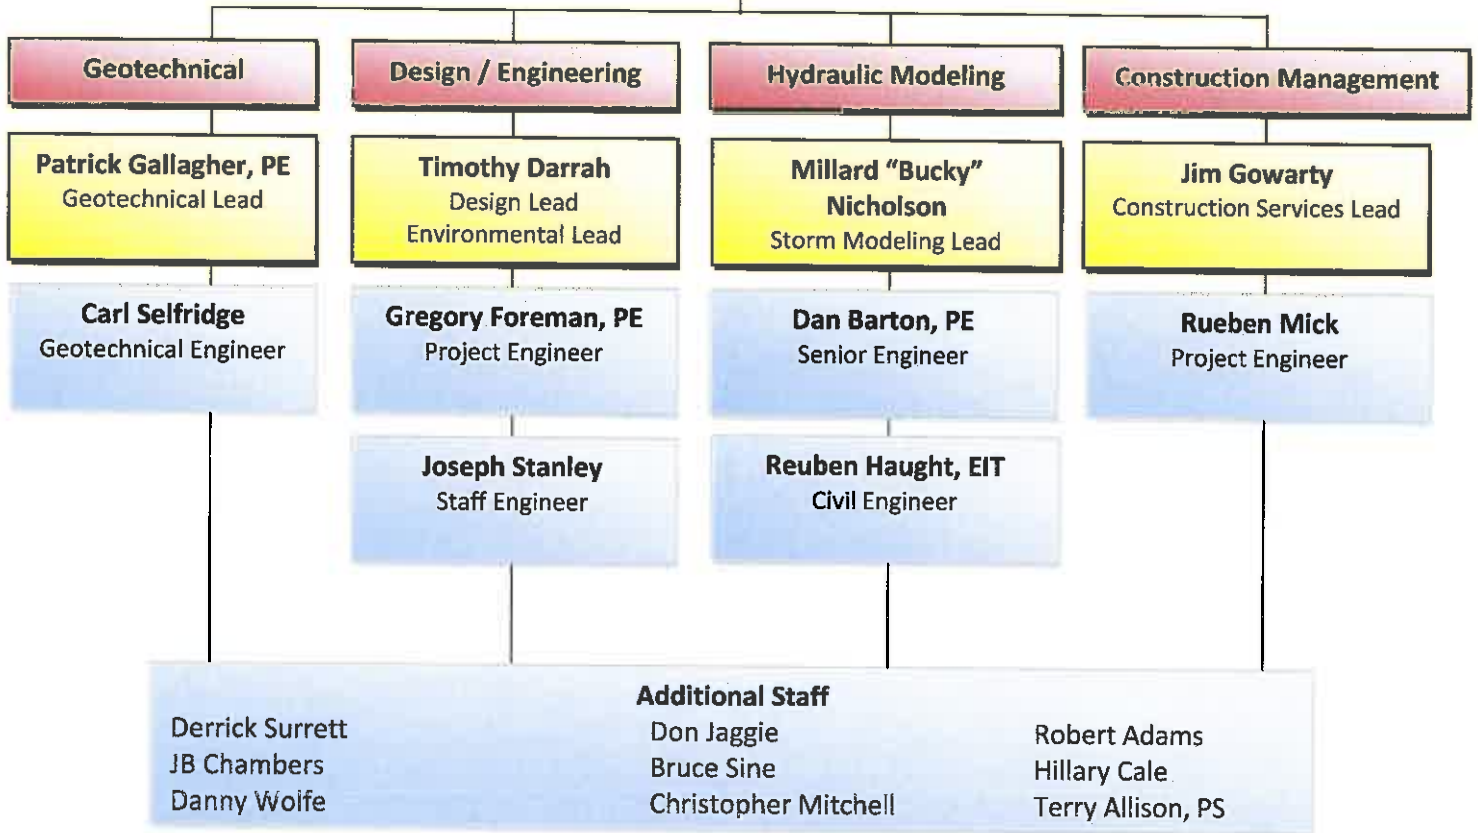 Geotechnical
Patrick Gallagher, PE
Geotechnical Lead
Carl Selfridge
Geotechnical Engineer
Design / Engineering
Timothy Darrah
Design Lead
Environmental Lead
Gregory Foreman, PE
Project Engineer
Joseph Stanley
Staff Engineer
Hydraulic Modeling
Millard “Bucky”
Nicholson
Storm Modeling Lead
Dan Barton, PE
Senior Engineer
Reuben Haught, EIT
Civil Engineer
Construction Management
Jim Gowarty
Construction Services Lead
Rueben Mick
Project Engineer
Additional Staff
Derrick Surrett
JB Chambers
Danny Wolfe
Don Jaggie
Bruce Sine
Christopher Mitchell
Robert Adams
Hillary Cale
Terry Allison, PS